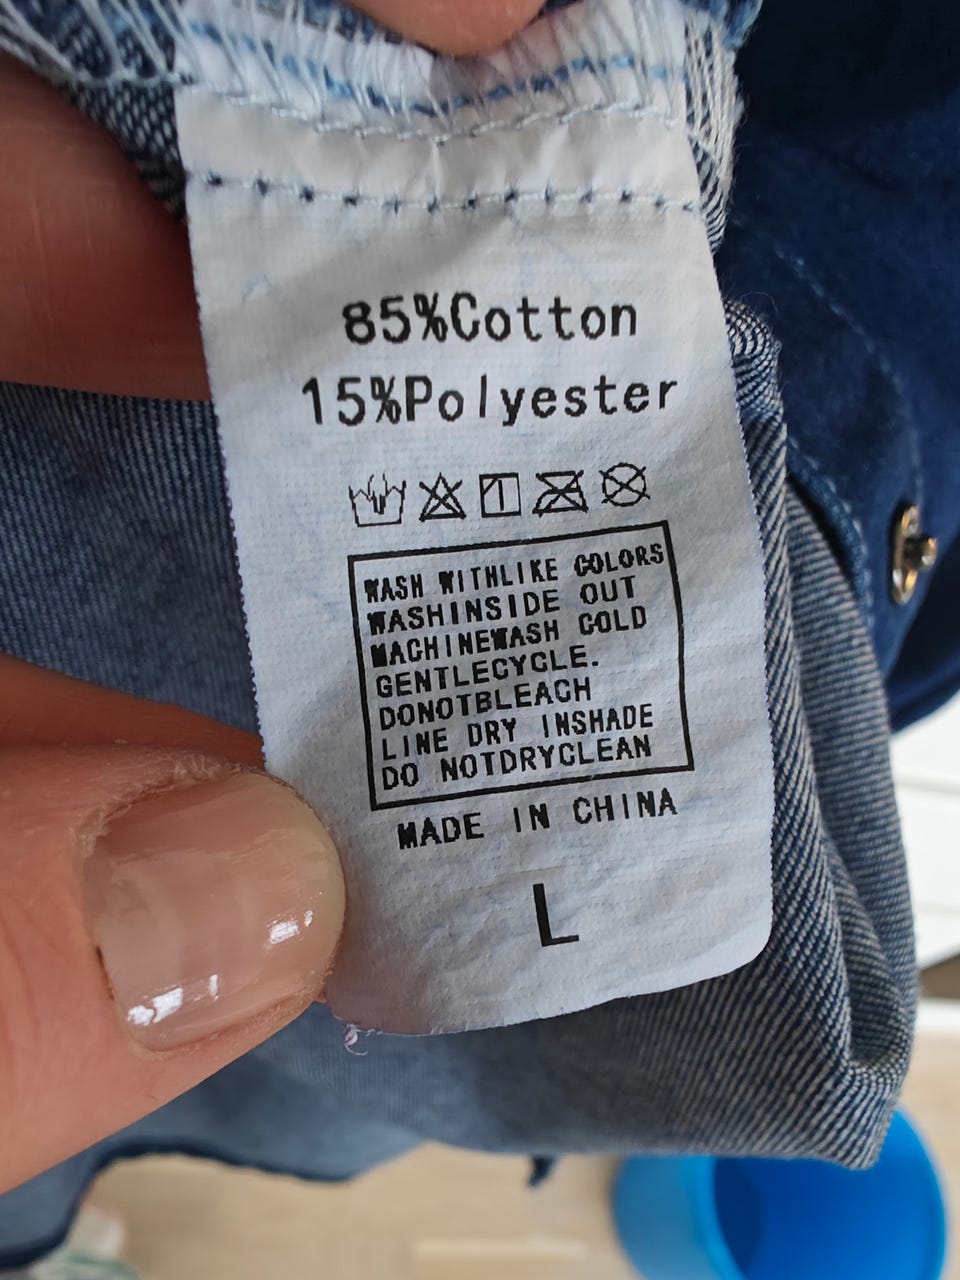 85%Cotton
15%Polyester
WASH WITHLIKE COLORS
WASHINSIDE OUT
MACHINEWASH COLD
GENTLECYCLE.
DONOTBLEACH
LINE DRY INSHADE
DO NOTDRYCLEAN
MADE IN CHINA
L